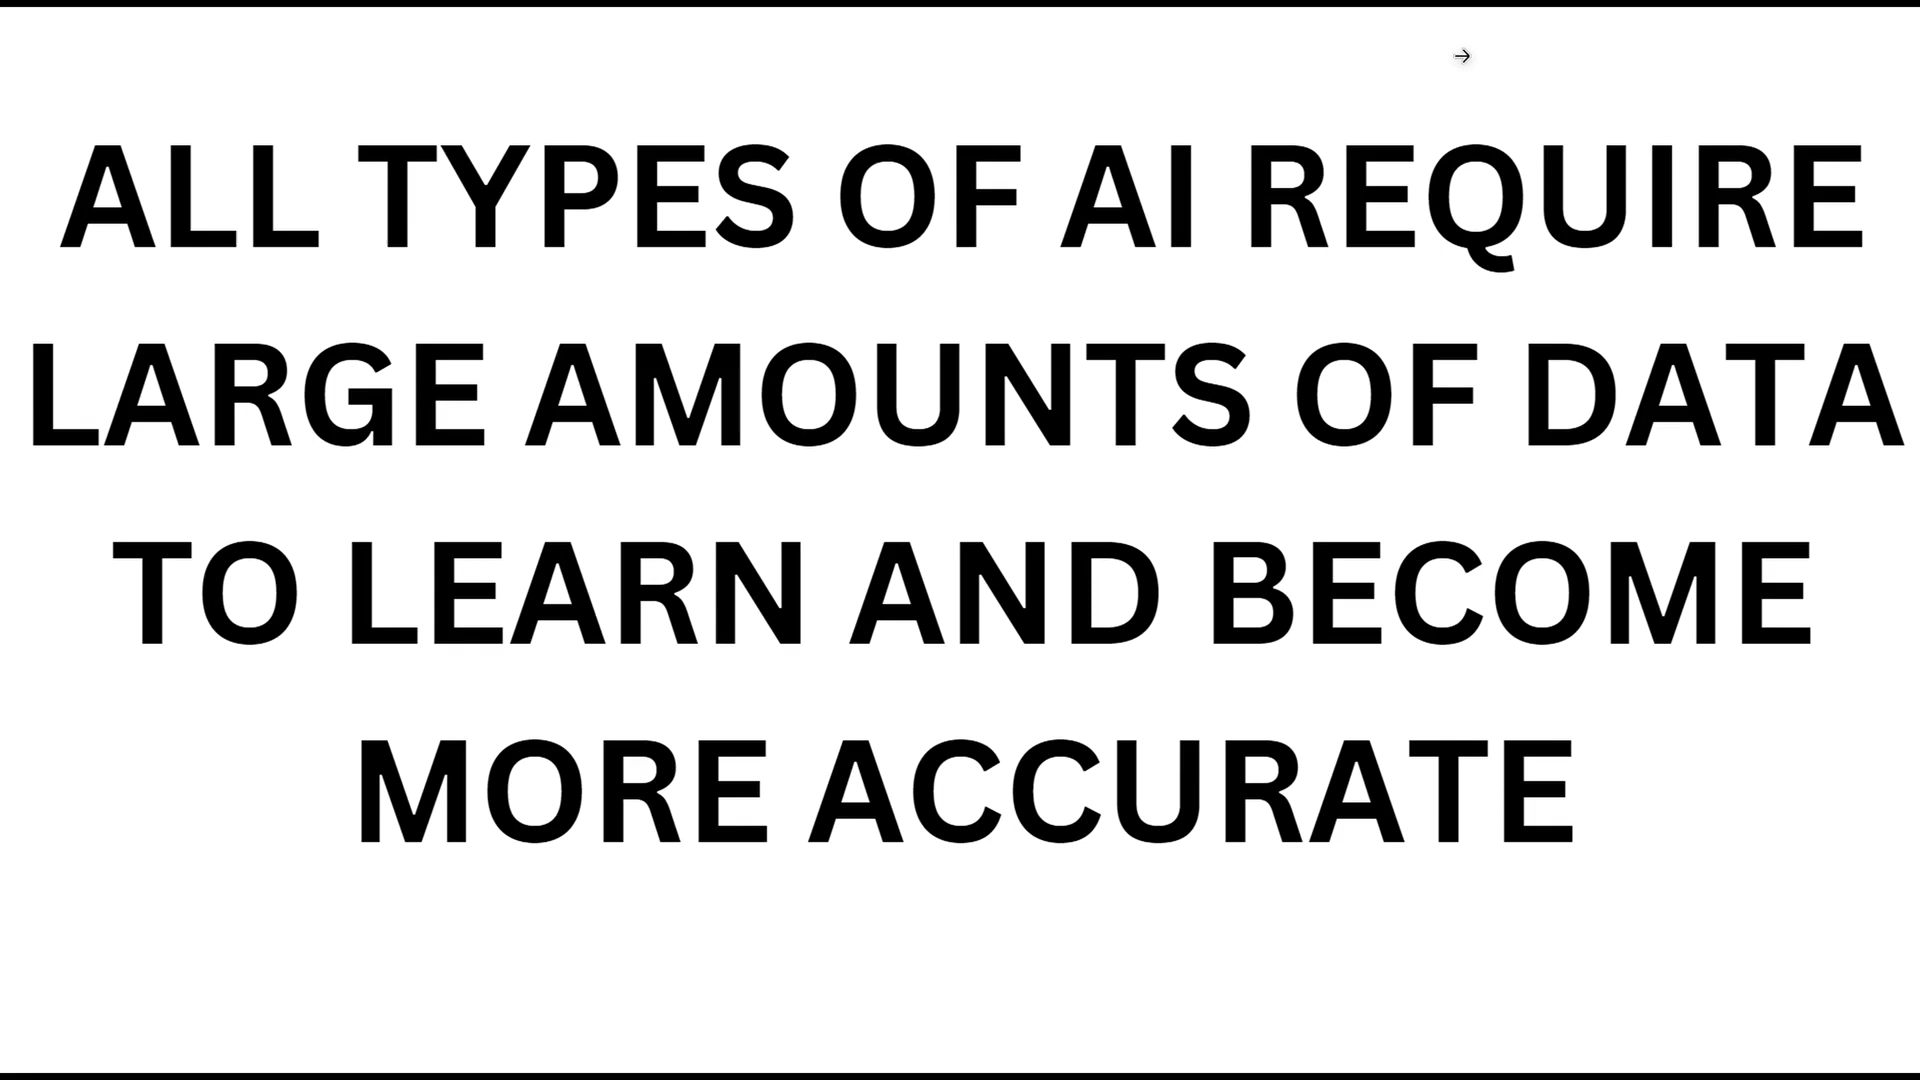 ALL TYPES OF AI REQUIRE
LARGE AMOUNTS OF DATA
TO LEARN AND BECOME
MORE ACCURATE